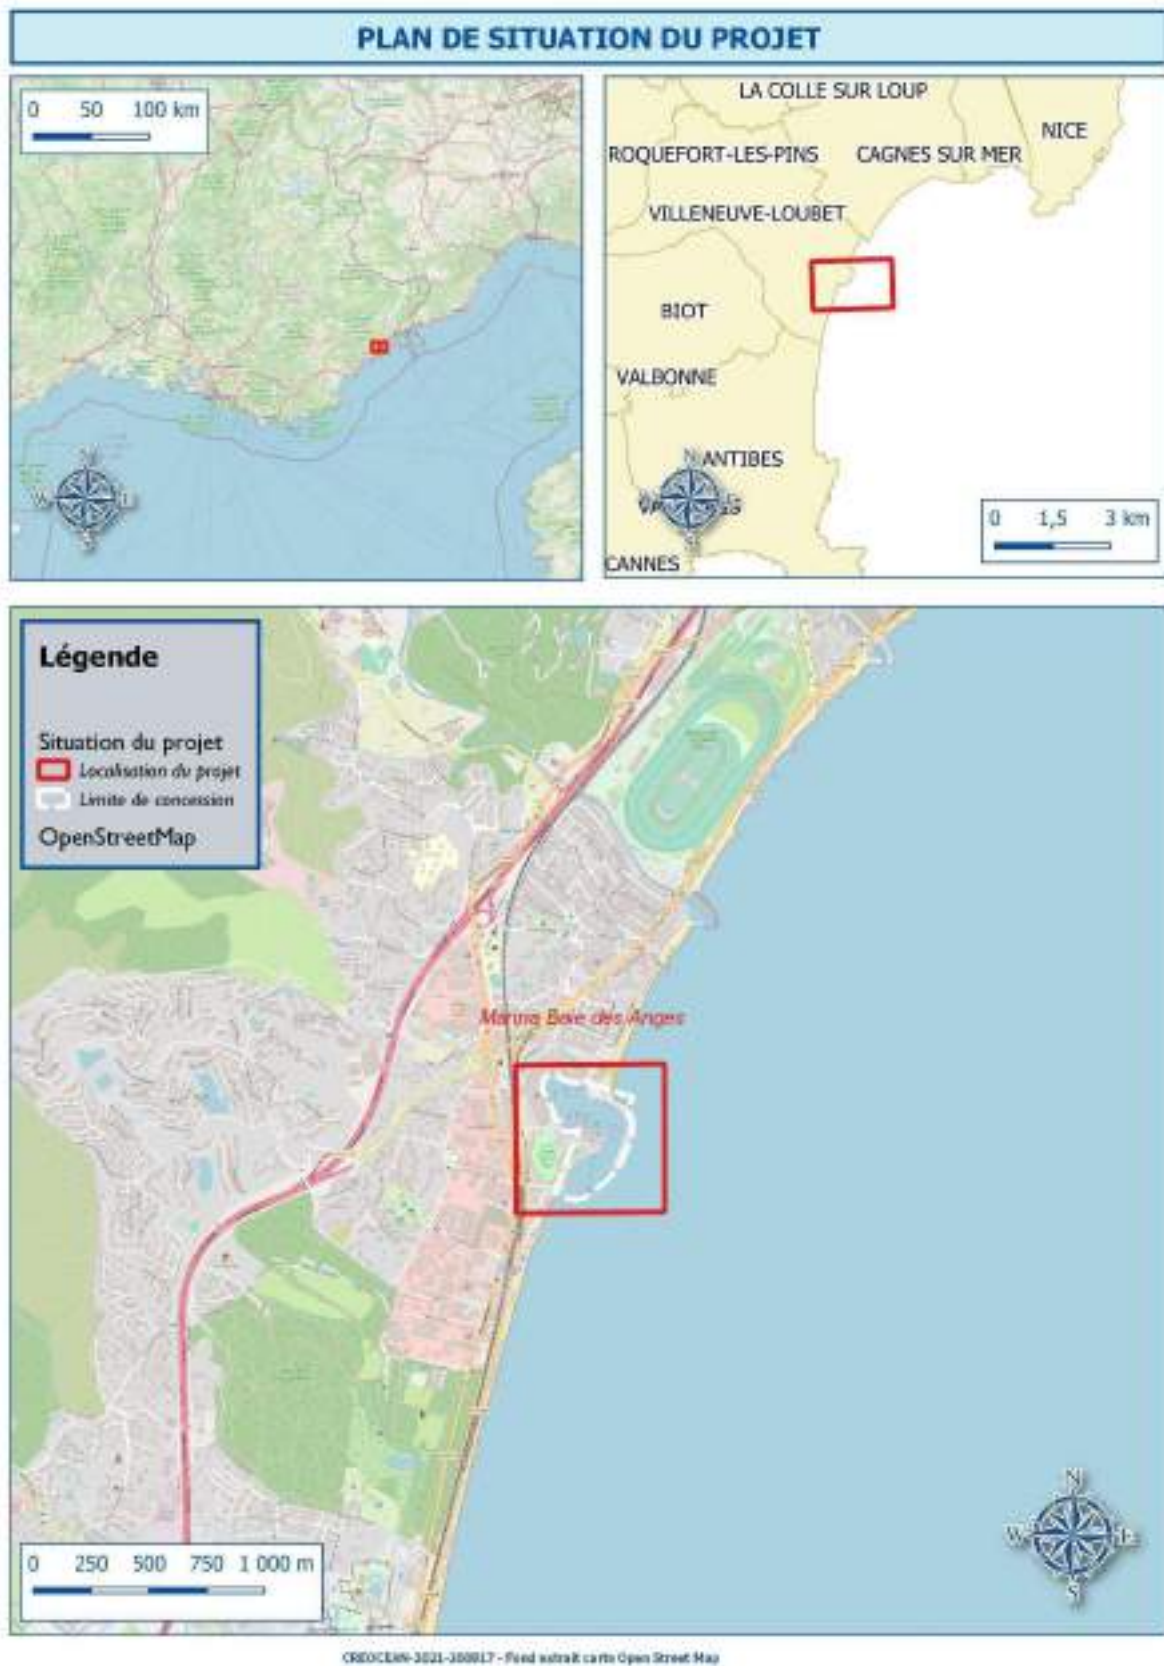 PLAN DE SITUATION DU PROJET
0 50 100 km
N
W E
S
LA COLLE SUR LOUP
NICE
ROQUEFORT-LES-PINS
CAGNES SUR MER
VILLENEUVE-LOUBET
BIOT
VALBONNE
ANTIBES
N
S
CANNES
0 1,5 3 km
Légende
Situation du projet
Localisation du projet
Limite de concession
OpenStreetMap
Marina Baie des Anges
N
W E
S
0 250 500 750 1 000 m
Fond extrait carte Open Street Map